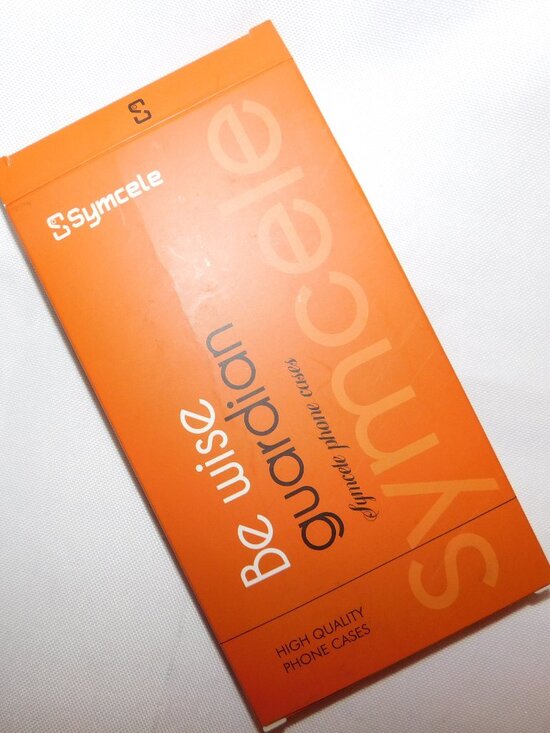 Symcele
symcele
Be wise
guardian
Symcele phone cases
HIGH QUALITY
PHONE CASES